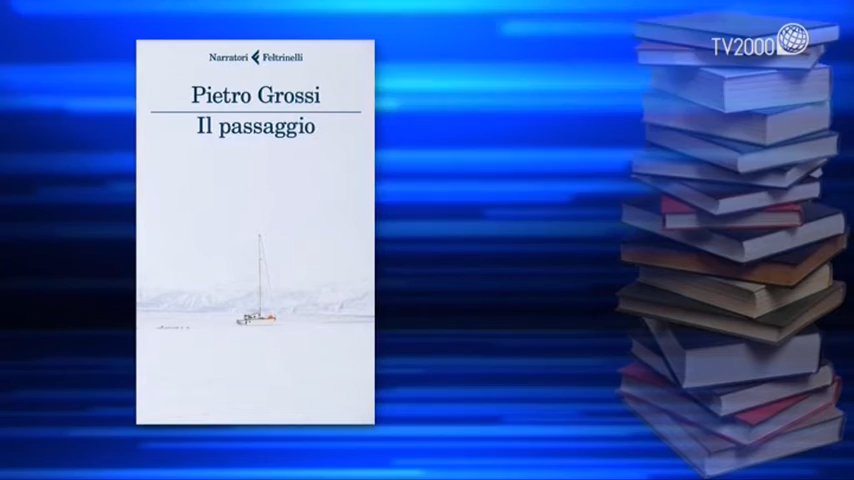 TV2000
Narratori Feltrinelli
Pietro Grossi
Il passaggio